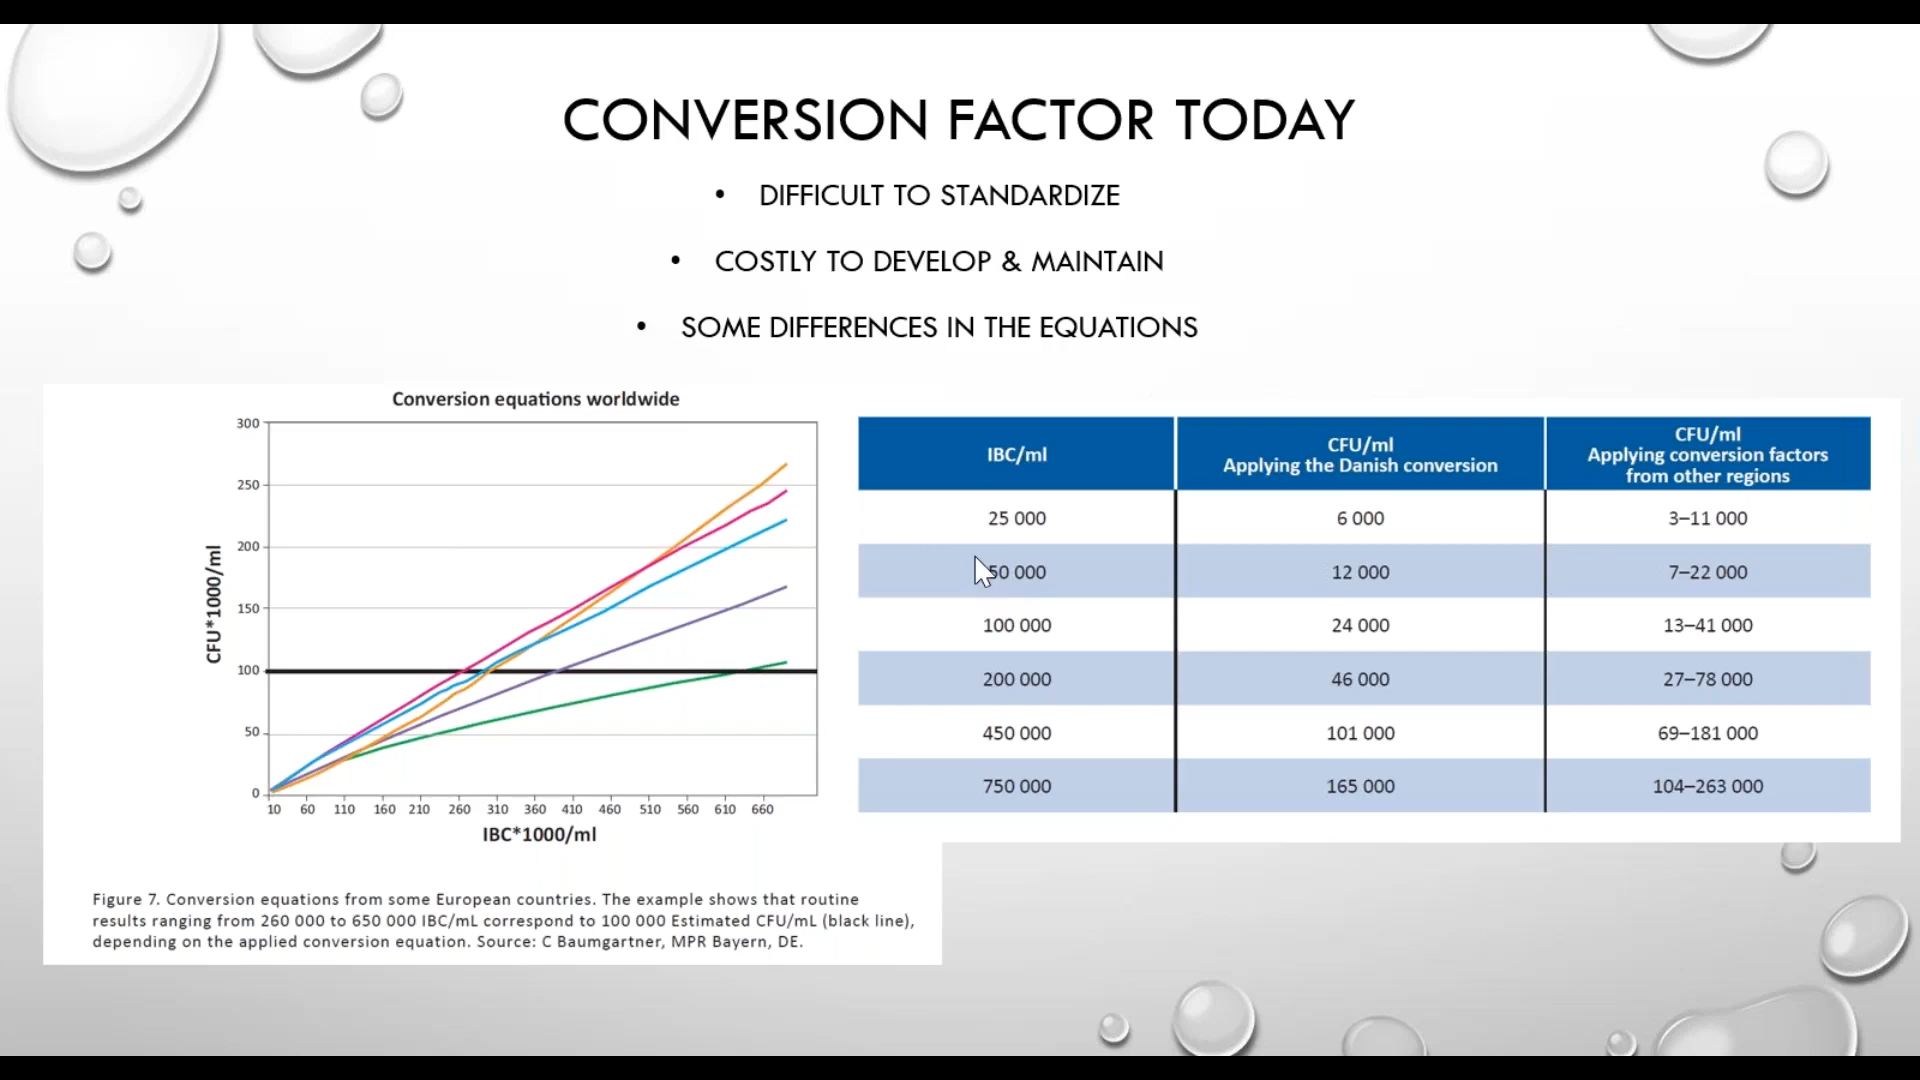 CONVERSION FACTOR TODAY
• DIFFICULT TO STANDARDIZE
• COSTLY TO DEVELOP & MAINTAIN
• SOME DIFFERENCES IN THE EQUATIONS
Conversion equations worldwide
CFU*1000/ml
300
250
200
150
100
50
0
10 60 110 160 210 260 310 360 410 460 510 560 610 660
IBC*1000/ml
Figure 7. Conversion equations from some European countries. The example shows that routine
results ranging from 260 000 to 650 000 IBC/mL correspond to 100 000 Estimated CFU/mL (black line),
depending on the applied conversion equation. Source: C Baumgartner, MPR Bayern, DE.
IBC/ml
CFU/ml
Applying the Danish conversion
CFU/ml
Applying conversion factors
from other regions
25 000 6 000 3–11 000
50 000 12 000 7–22 000
100 000 24 000 13–41 000
200 000 46 000 27–78 000
450 000 101 000 69–181 000
750 000 165 000 104–263 000